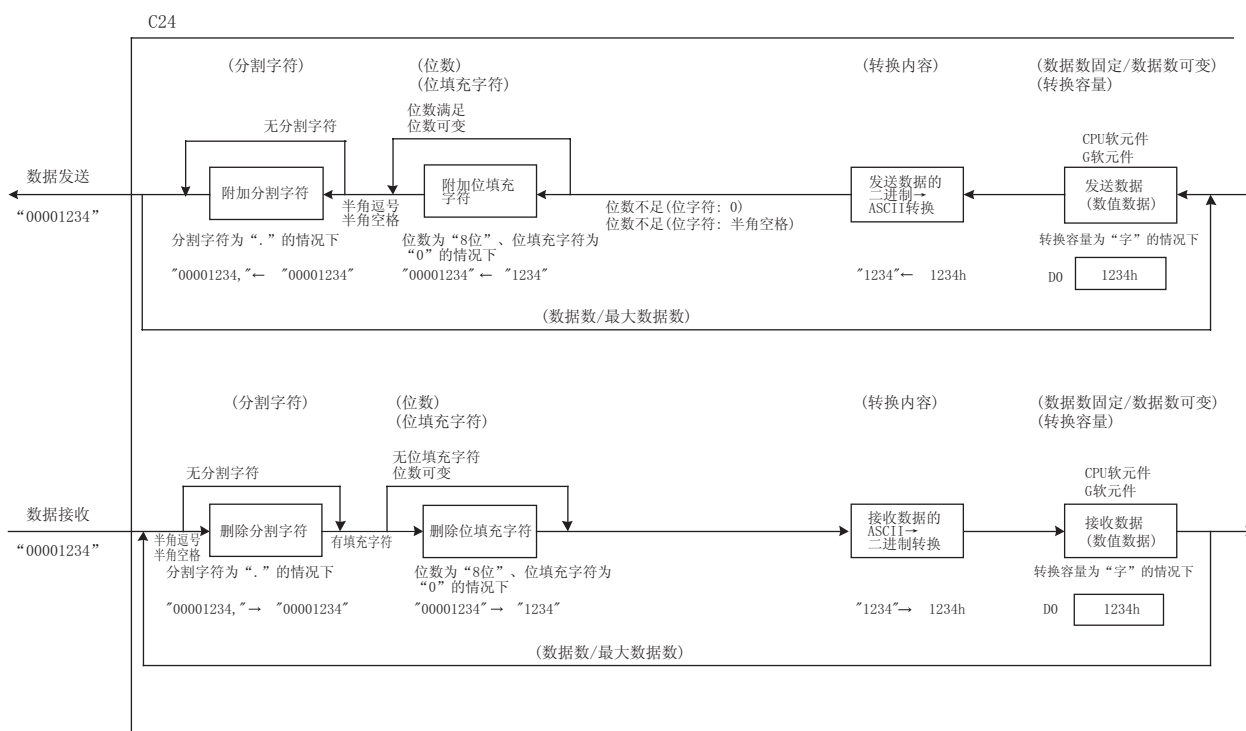 C24
(分割字符)
(位数)
(位填充字符)
(转换内容)
(数据数固定/数据数可变)
(转换容量)
无分割字符
位数满足
位数可变
CPU软元件
G软元件
数据发送
“00001234”
附加分割字符
半角逗号
半角空格
附加位填充
字符
位数不足(位字符: 0)
位数不足(位字符: 半角空格)
发送数据的
二进制→
ASCII转换
发送数据
(数值数据)
分割字符为“.”的情况下
位数为“8位”、位填充字符为
“0”的情况下
转换容量为“字”的情况下
"00001234,"← "00001234"
"00001234"← "1234"
"1234"← 1234h
D0 1234h
(数据数/最大数据数)
(分割字符)
(位数)
(位填充字符)
(转换内容)
(数据数固定/数据数可变)
(转换容量)
无分割字符
无位填充字符
位数可变
CPU软元件
G软元件
数据接收
“00001234”
半角逗号
半角空格
删除分割字符
有填充字符
删除位填充字符
接收数据的
ASCII→
二进制转换
接收数据
(数值数据)
分割字符为“.”的情况下
位数为“8位”、位填充字符为
“0”的情况下
转换容量为“字”的情况下
"00001234,"→ "00001234"
"00001234"→ "1234"
"1234"→ 1234h
D0 1234h
(数据数/最大数据数)